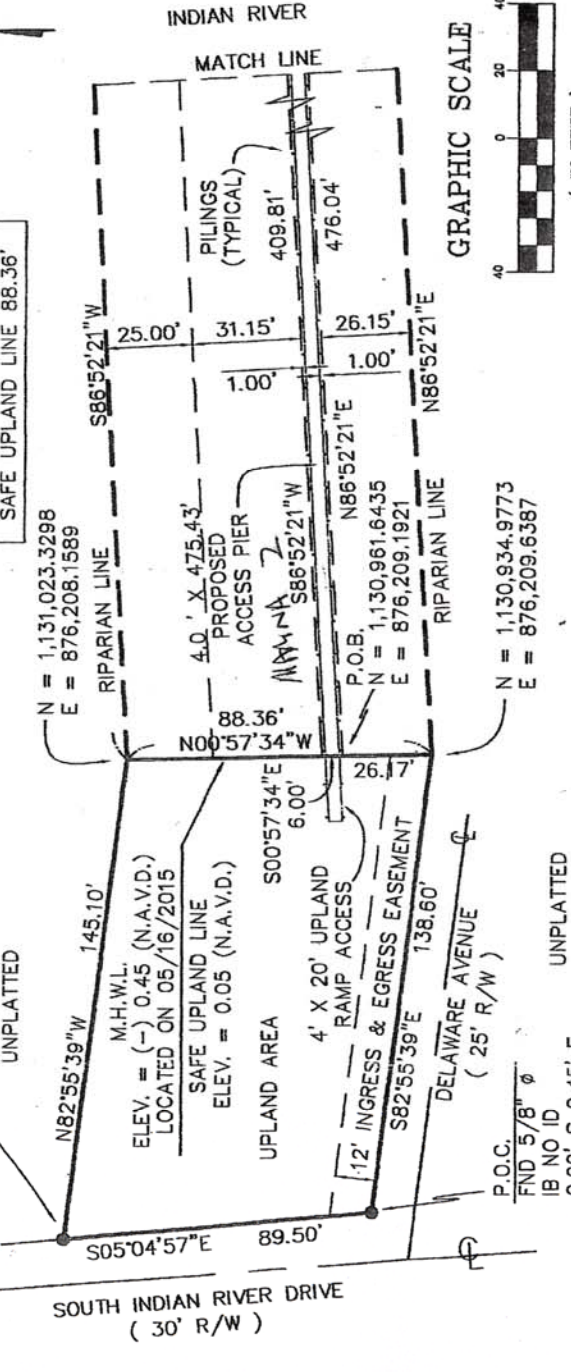 INDIAN RIVER
MATCH LINE
SAFE UPLAND LINE 88.36'
GRAPHIC SCALE
40
20
0
40
S86°52'21"W
25.00'
31.15'
26.15'
1.00'
1.00'
PILINGS
(TYPICAL)
409.81'
476.04'
N86°52'21"E
N = 1,131,023.3298
E = 876,208.1589
RIPARIAN LINE
4.0 ' X 475.43'
PROPOSED
ACCESS PIER
S86°52'21"W
N86°52'21"E
P.O.B.
N = 1,130,961.6435
E = 876,209.1921
RIPARIAN LINE
N = 1,130,934.9773
E = 876,209.6387
88.36'
N00°57'34"W
26.17'
S00°57'34"E
6.00'
UNPLATTED
N82°55'39"W
145.10'
M.H.W.L.
ELEV. = (-) 0.45 (N.A.V.D.)
LOCATED ON 05/16/2015
SAFE UPLAND LINE
ELEV. = 0.05 (N.A.V.D.)
UPLAND AREA
4' X 20' UPLAND
RAMP ACCESS
12' INGRESS & EGRESS EASEMENT
S82°55'39"E
138.60'
DELAWARE AVENUE
( 25' R/W )
UNPLATTED
P.O.C.
FND 5/8" ø
IB NO ID
S05°04'57"E
89.50'
SOUTH INDIAN RIVER DRIVE
( 30' R/W )